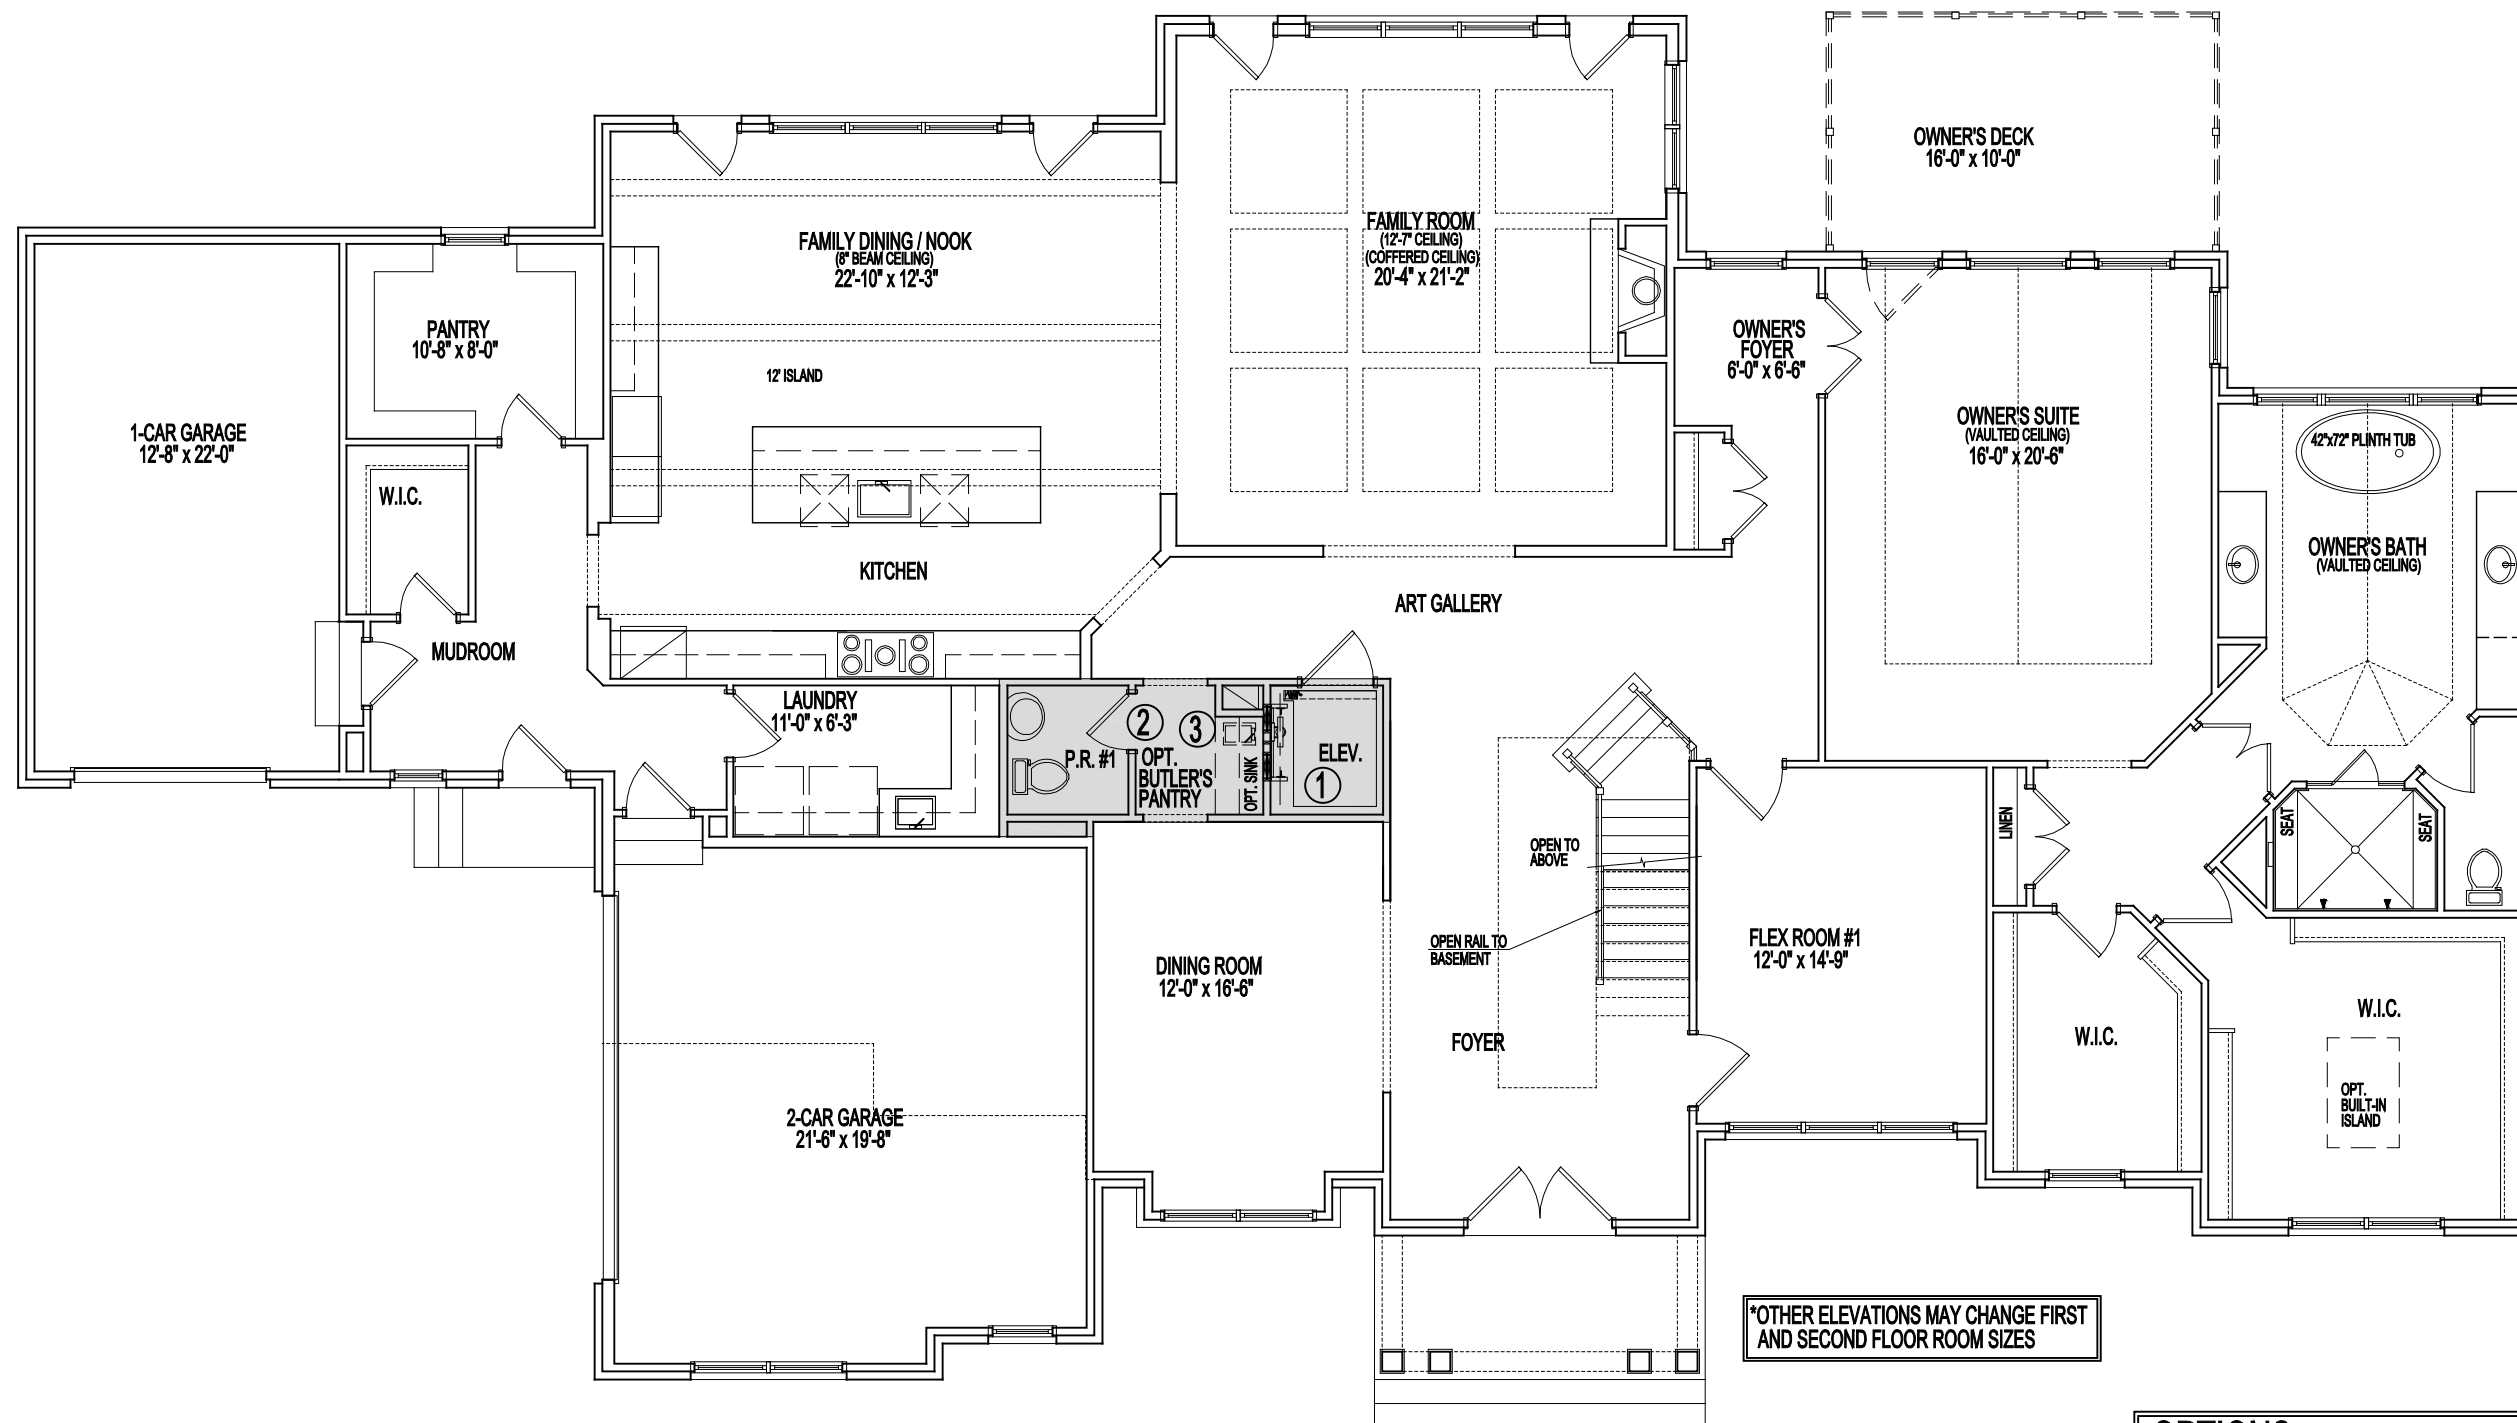 OWNER'S DECK
16'-0" x 10'-0"
FAMILY DINING / NOOK
(8" BEAM CEILING)
22'-10" x 12'-3"
FAMILY ROOM
(12'-7" CEILING)
(COFFERED CEILING)
20'-4" x 21'-2"
PANTRY
10'-8" x 8'-0"
OWNER'S
FOYER
6'-0" x 6'-6"
12' ISLAND
1-CAR GARAGE
12'-8" x 22'-0"
OWNER'S SUITE
(VAULTED CEILING)
16'-0" x 20'-6"
42"x72" PLINTH TUB
W.I.C.
OWNER'S BATH
(VAULTED CEILING)
KITCHEN
ART GALLERY
MUDROOM
LAUNDRY
11'-0" x 6'-3"
P.R. #1
2
3
OPT.
BUTLER'S
PANTRY
OPT. SINK
ELEV.
1
LINEN
SEAT
SEAT
OPEN TO
ABOVE
OPEN RAIL TO
BASEMENT
FLEX ROOM #1
12'-0" x 14'-9"
DINING ROOM
12'-0" x 16'-6"
FOYER
W.I.C.
W.I.C.
OPT.
BUILT-IN
ISLAND
2-CAR GARAGE
21'-6" x 19'-8"
*OTHER ELEVATIONS MAY CHANGE FIRST
AND SECOND FLOOR ROOM SIZES